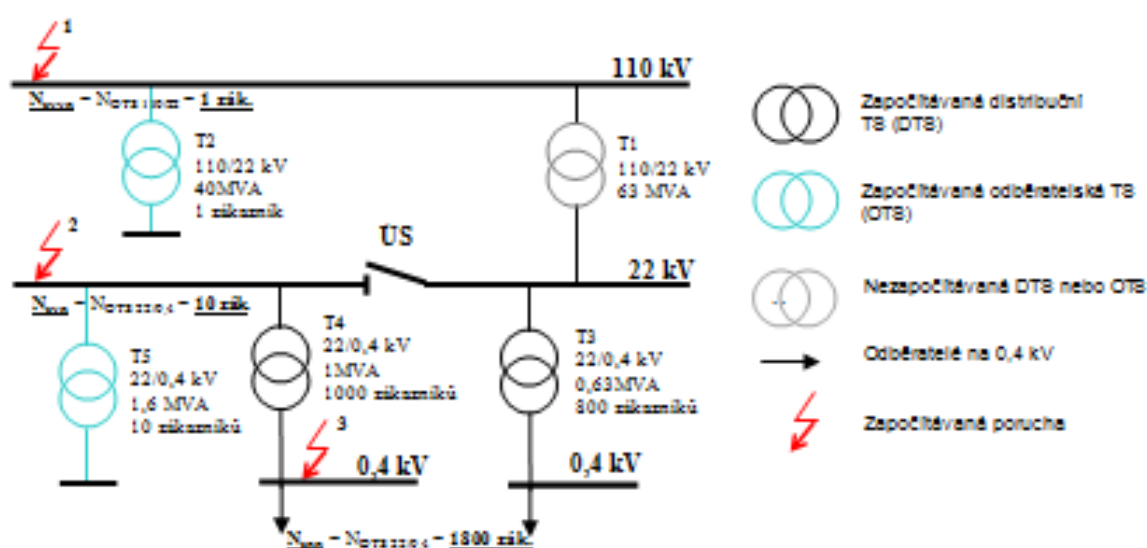 1
110 kV
1 zák.
T2
110/22 kV
40MVA
1 zákazník
T1
110/22 kV
63 MVA
2
ÚS
22 kV
10 zák.
T5
22/0,4 kV
1,6 MVA
10 zákazníků
T4
22/0,4 kV
1MVA
1000 zákazníků
T3
22/0,4 kV
0,63MVA
800 zákazníků
3
0,4 kV
0,4 kV
1800 zák.
Započítávaná distribuční
TS (DTS)
Započítávaná odběratelská TS
(OTS)
Nezapočítávaná DTS nebo OTS
Odběratelé na 0,4 kV
Započítávaná porucha